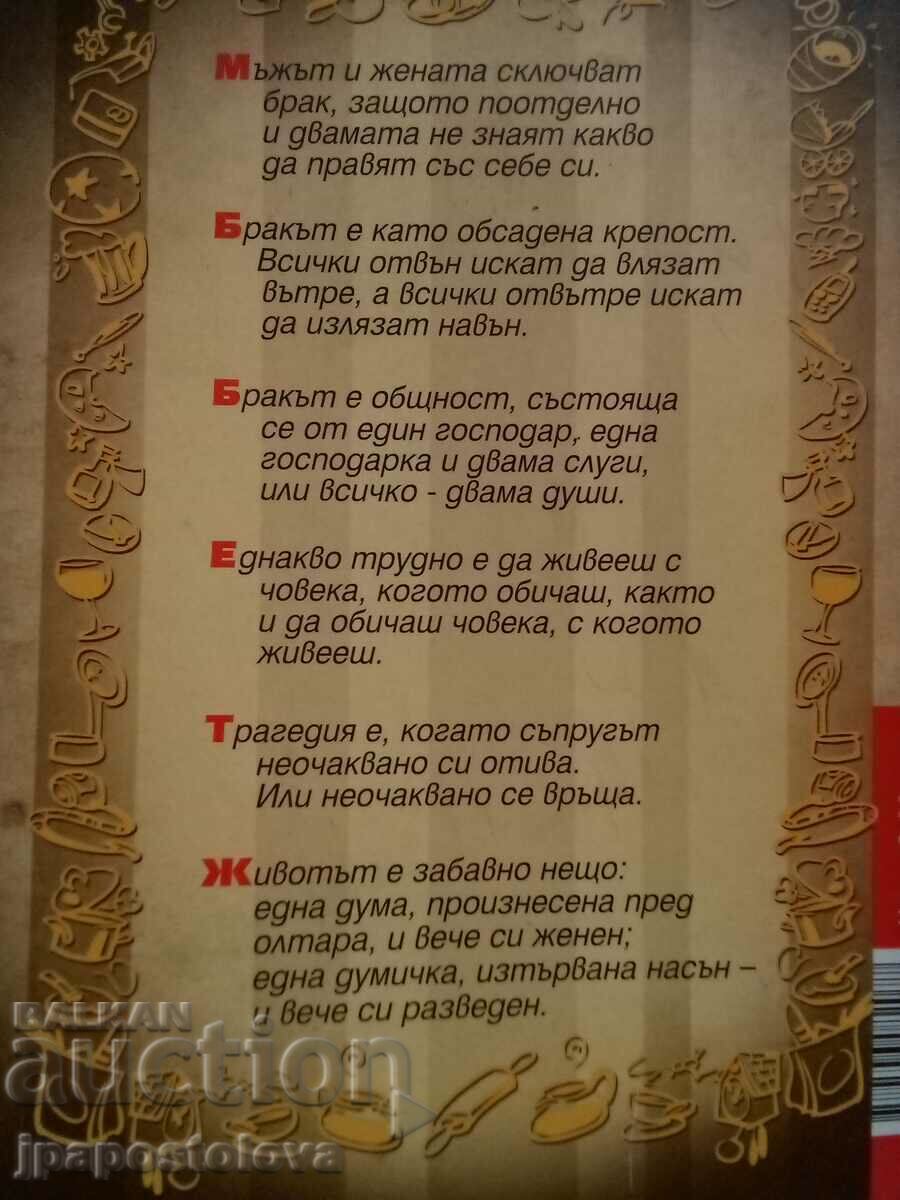 Мъжът и жената сключват
брак, защото поотделно
и двамата не знаят какво
да правят със себе си.
Бракът е като обсадена крепост.
Всички отвън искат да влязат
вътре, а всички отвътре искат
да излязат навън.
Бракът е общност, състояща
се от един господар, една
господарка и двама слуги,
или всичко - двама души.
Еднакво трудно е да живееш с
човека, когото обичаш, както
и да обичаш човека, с когото
живееш.
Трагедия е, когато съпругът
неочаквано си отива.
Или неочаквано се връща.
Животът е забавно нещо:
една дума, произнесена пред
олтара, и вече си женен;
една думичка, изтървана насън –
и вече си разведен.
BALKAN
auction
jpapostolova